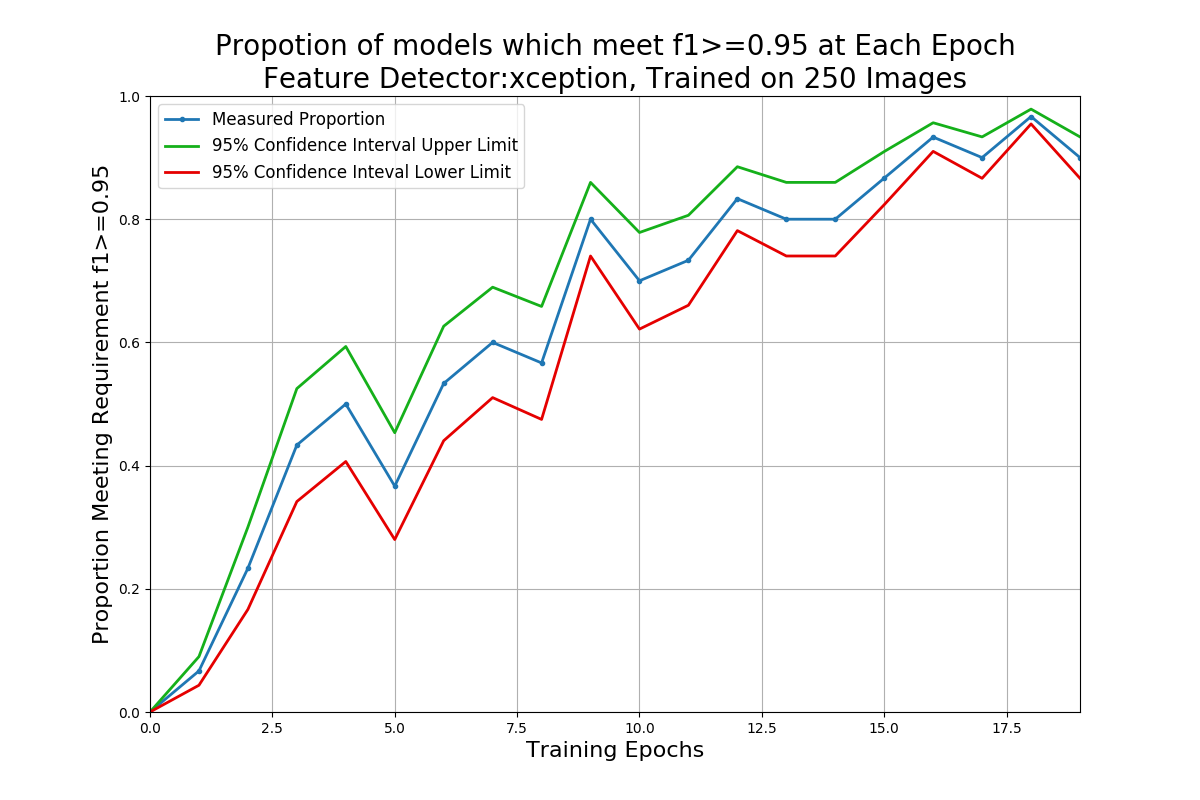 Propotion of models which meet f1>=0.95 at Each Epoch
Feature Detector:xception, Trained on 250 Images
Measured Proportion
95% Confidence Interval Upper Limit
95% Confidence Inteval Lower Limit
Proportion Meeting Requirement f1>=0.95
1.0
0.8
0.6
0.4
0.2
0.0
0.0 2.5 5.0 7.5 10.0 12.5 15.0 17.5
Training Epochs